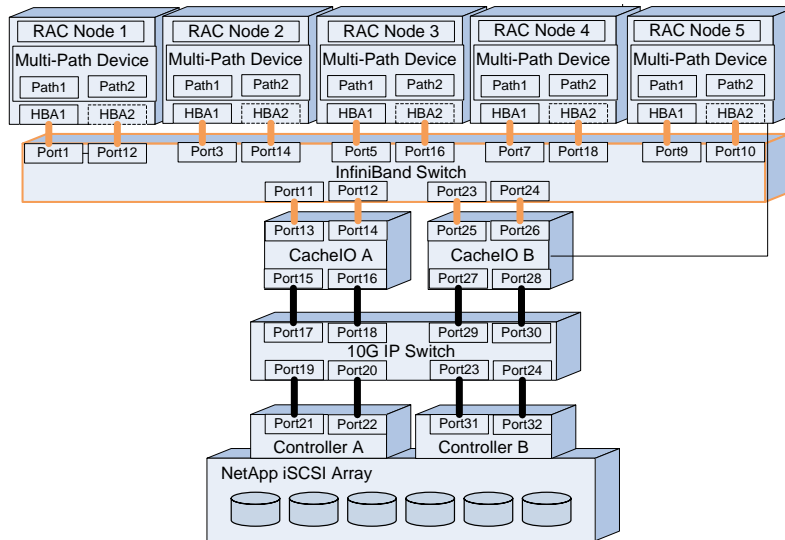 RAC Node 1
RAC Node 2
RAC Node 3
RAC Node 4
RAC Node 5
Multi-Path Device
Multi-Path Device
Multi-Path Device
Multi-Path Device
Multi-Path Device
Path1
Path2
Path1
Path2
Path1
Path2
Path1
Path2
Path1
Path2
HBA1
HBA2
HBA1
HBA2
HBA1
HBA2
HBA1
HBA2
HBA1
HBA2
Port1
Port12
Port3
Port14
Port5
Port16
Port7
Port18
Port9
Port10
InfiniBand Switch
Port11
Port12
Port23
Port24
Port13
Port14
Port25
Port26
CacheIO A
CacheIO B
Port15
Port16
Port27
Port28
Port17
Port18
Port29
Port30
10G IP Switch
Port19
Port20
Port23
Port24
Port21
Port22
Port31
Port32
Controller A
Controller B
NetApp iSCSI Array